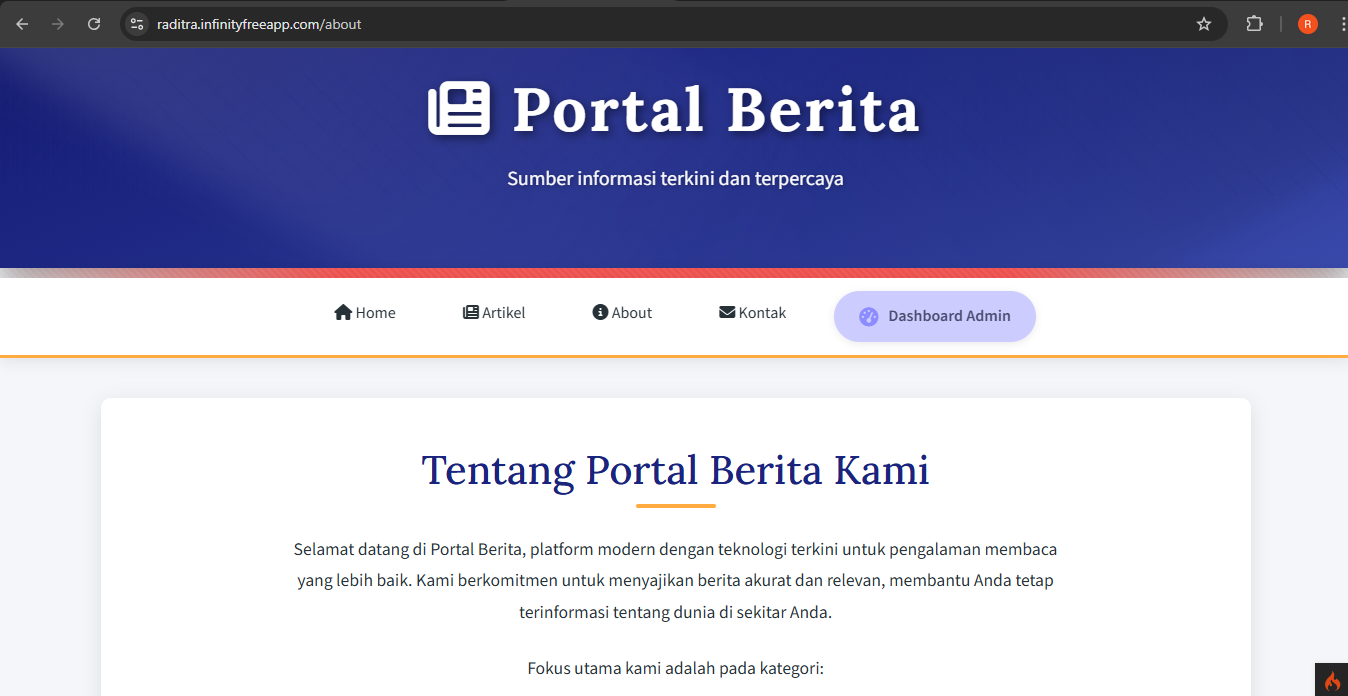 raditra.infinityfreeapp.com/about
R
Portal Berita
Sumber informasi terkini dan terpercaya
Home Artikel About Kontak Dashboard Admin
Tentang Portal Berita Kami
Selamat datang di Portal Berita, platform modern dengan teknologi terkini untuk pengalaman membaca
yang lebih baik. Kami berkomitmen untuk menyajikan berita akurat dan relevan, membantu Anda tetap
terinformasi tentang dunia di sekitar Anda.
Fokus utama kami adalah pada kategori: